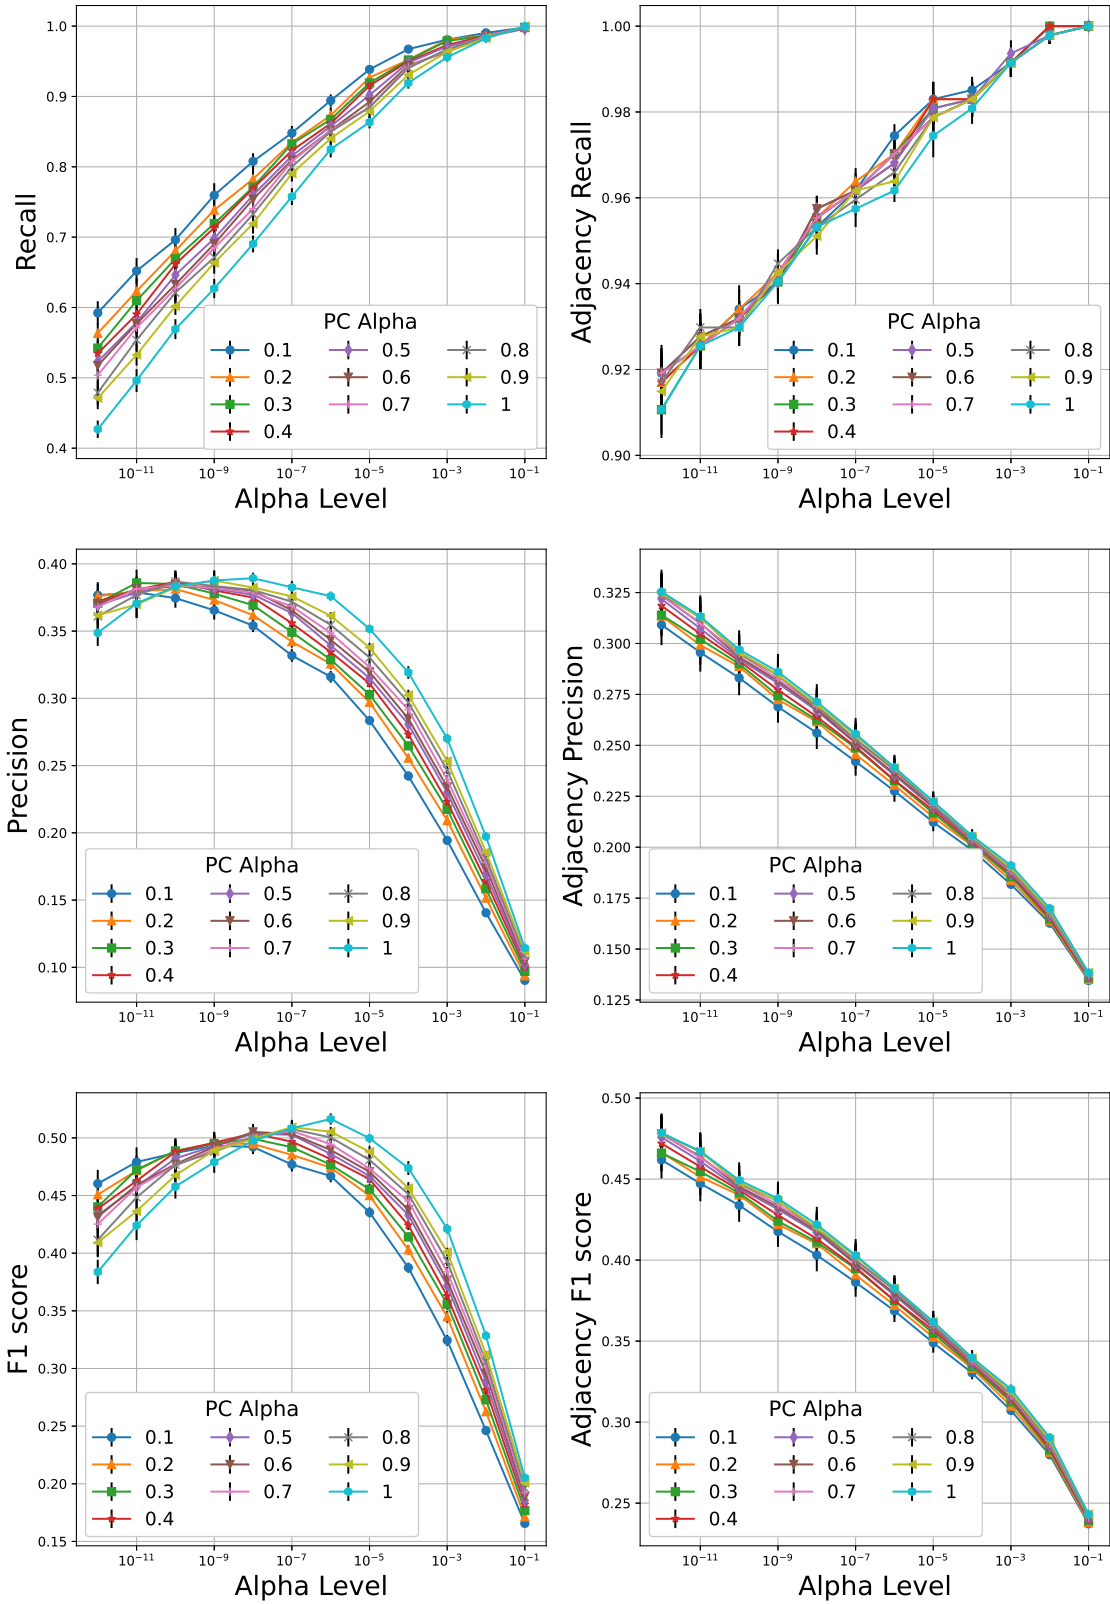 1.0
0.9
0.8
0.7
0.6
0.5
0.4
Recall
PC Alpha
0.1 0.5 0.8
0.2 0.6 0.9
0.3 0.7 1
0.4
10⁻¹¹ 10⁻⁹ 10⁻⁷ 10⁻⁵ 10⁻³ 10⁻¹
Alpha Level
1.00
0.98
0.96
0.94
0.92
0.90
Adjacency Recall
PC Alpha
0.1 0.5 0.8
0.2 0.6 0.9
0.3 0.7 1
0.4
10⁻¹¹ 10⁻⁹ 10⁻⁷ 10⁻⁵ 10⁻³ 10⁻¹
Alpha Level
0.40
0.35
0.30
0.25
0.20
0.15
0.10
Precision
PC Alpha
0.1 0.5 0.8
0.2 0.6 0.9
0.3 0.7 1
0.4
10⁻¹¹ 10⁻⁹ 10⁻⁷ 10⁻⁵ 10⁻³ 10⁻¹
Alpha Level
0.325
0.300
0.275
0.250
0.225
0.200
0.175
0.150
0.125
Adjacency Precision
PC Alpha
0.1 0.5 0.8
0.2 0.6 0.9
0.3 0.7 1
0.4
10⁻¹¹ 10⁻⁹ 10⁻⁷ 10⁻⁵ 10⁻³ 10⁻¹
Alpha Level
0.50
0.45
0.40
0.35
0.30
0.25
0.20
0.15
F1 score
PC Alpha
0.1 0.5 0.8
0.2 0.6 0.9
0.3 0.7 1
0.4
10⁻¹¹ 10⁻⁹ 10⁻⁷ 10⁻⁵ 10⁻³ 10⁻¹
Alpha Level
0.50
0.45
0.40
0.35
0.30
0.25
Adjacency F1 score
PC Alpha
0.1 0.5 0.8
0.2 0.6 0.9
0.3 0.7 1
0.4
10⁻¹¹ 10⁻⁹ 10⁻⁷ 10⁻⁵ 10⁻³ 10⁻¹
Alpha Level